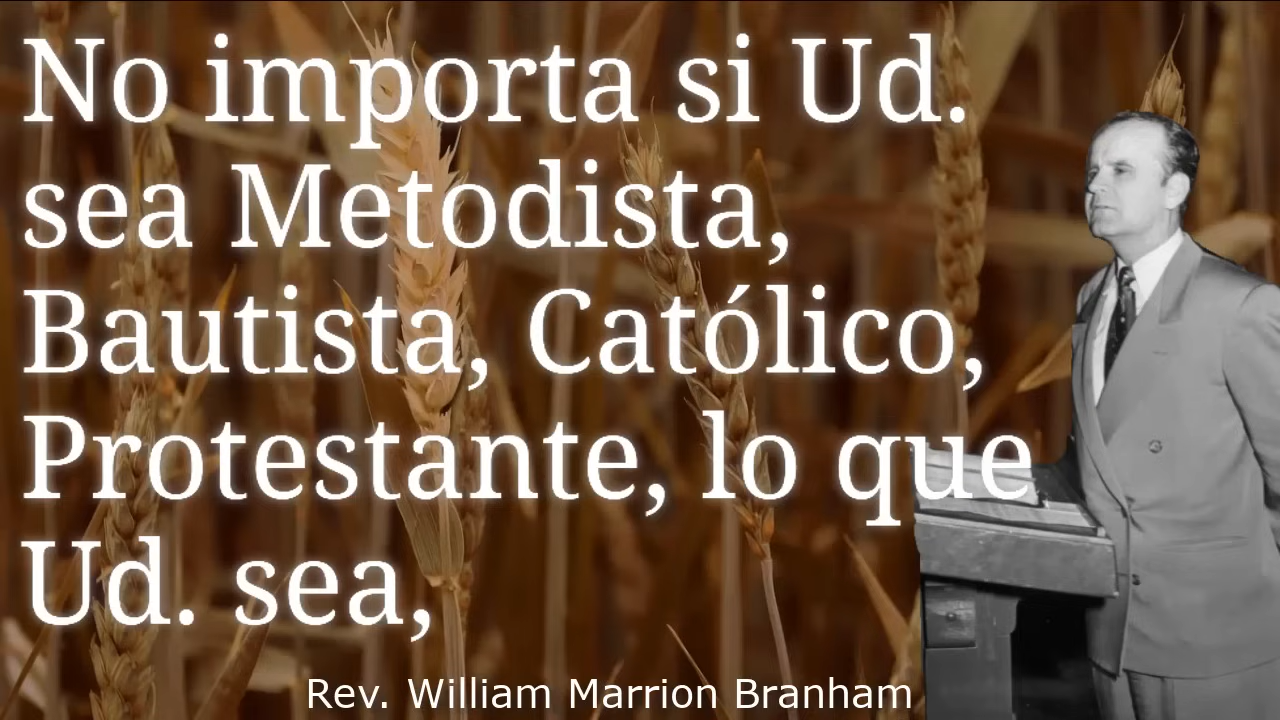 No importa si Ud.
sea Metodista,
Bautista, Católico,
Protestante, lo que
Ud. sea,
Rev. William Marrion Branham